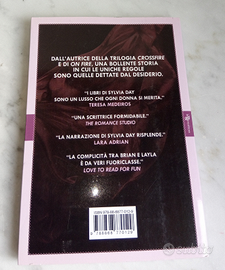 DALL'AUTRICE DELLA TRILOGIA CROSSFIRE
E DI ON FIRE, UNA BOLLENTE STORIA
IN CUI LE UNICHE REGOLE
SONO QUELLE DETTATE DAL DESIDERIO.
"I LIBRI DI SYLVIA DAY
SONO UN LUSSO CHE OGNI DONNA SI MERITA."
TERESA MEDEIROS
"UNA SCRITTRICE FORMIDABILE."
THE ROMANCE STUDIO
"LA NARRAZIONE DI SYLVIA DAY RISPLENDE."
LARA ADRIAN
"LA COMPLICITÀ TRA BRIAN E LAYLA
È DA VERI FUORICLASSE."
LOVE TO READ FOR FUN